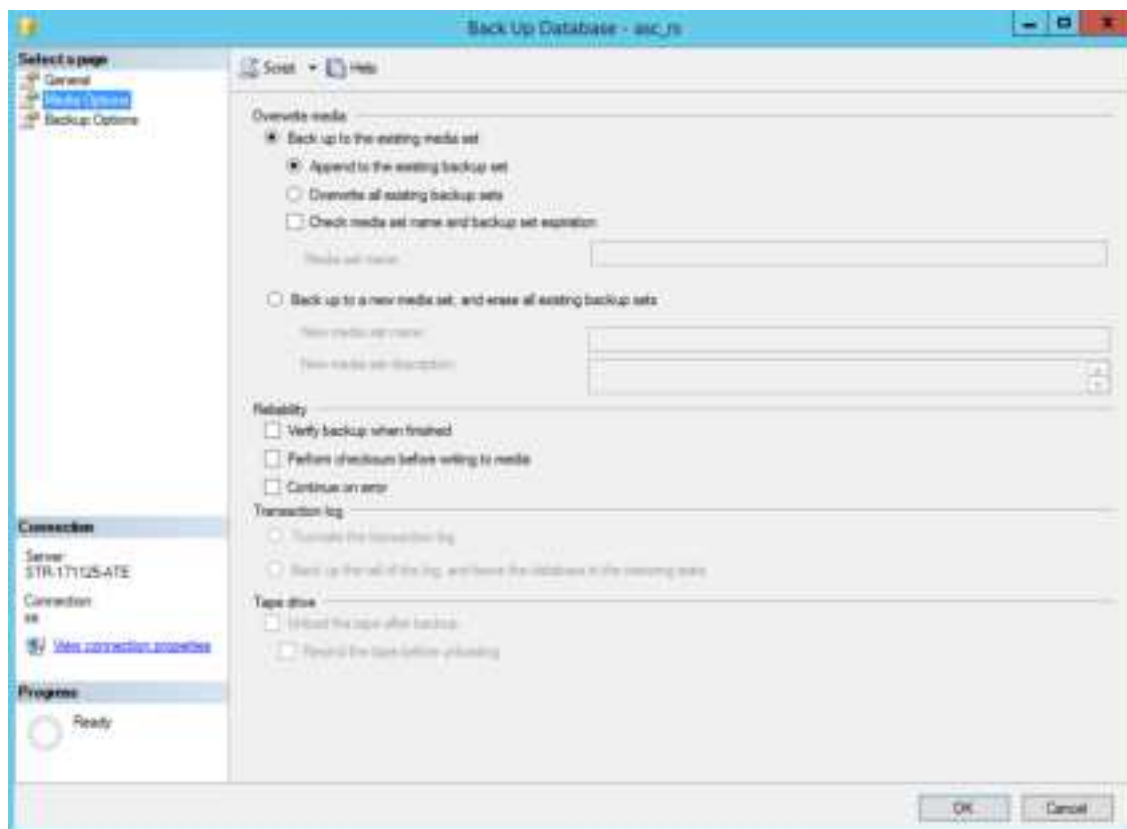 Back Up Database - asc_rs
Select a page
General
Media Options
Backup Options
Script Help
Overwrite media
Back up to the existing media set
Append to the existing backup set
Overwrite all existing backup sets
Check media set name and backup set expiration
Media set name:
Back up to a new media set, and erase all existing backup sets
New media set name:
New media set description:
Reliability
Verify backup when finished
Perform checksum before writing to media
Continue on error
Transaction log
Truncate the transaction log
Back up the tail of the log, and leave the database in the restoring state
Tape drive
Unload the tape after backup
Rewind the tape before unloading
Connection
Server:
STR-171125-ATE
Connection:
sa
View connection properties
Progress
Ready
OK Cancel